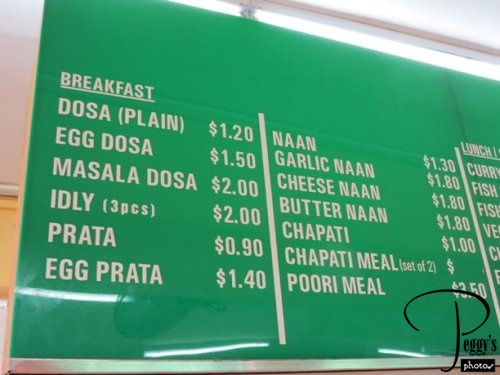 BREAKFAST
DOSA (PLAIN) $1.20
EGG DOSA $1.50
MASALA DOSA $2.00
IDLY (3pcs) $2.00
PRATA $0.90
EGG PRATA $1.40
NAAN $1.30
GARLIC NAAN $1.80
CHEESE NAAN $1.80
BUTTER NAAN $1.80
CHAPATI $1.00
CHAPATI MEAL (set of 2) $
POORI MEAL $3.50
LUNCH
CURRY
FISH
FISH
Peggy's
photos